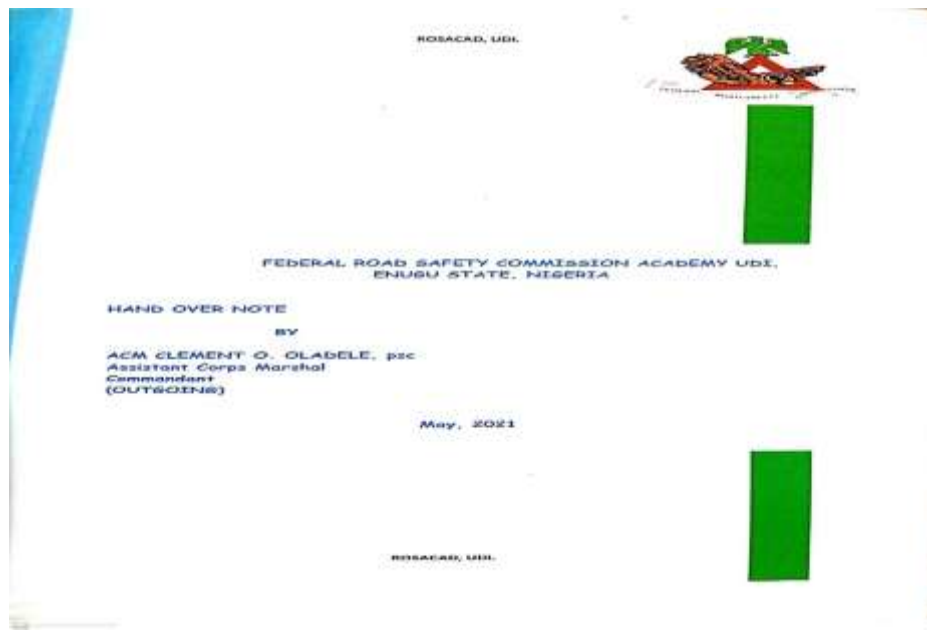 ROSACAD, UDI.
FEDERAL ROAD SAFETY COMMISSION ACADEMY UDI,
ENUGU STATE, NIGERIA
HAND OVER NOTE
BY
ACM CLEMENT O. OLADELE, psc
Assistant Corps Marshal
Commandant
(OUTGOING)
May, 2021
ROSACAD, UDI.